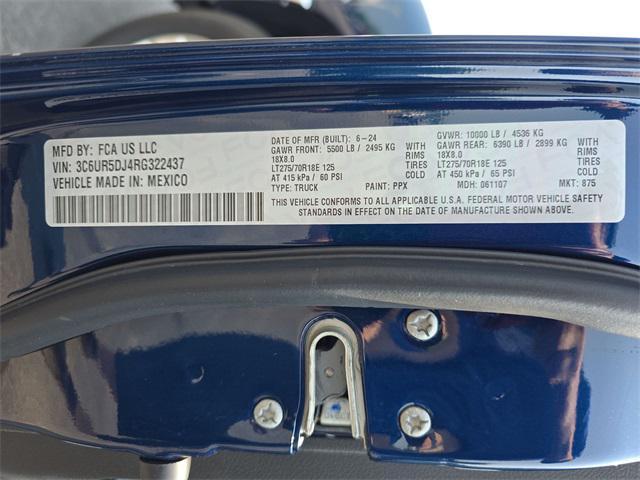 MFD BY: FCA US LLC
VIN: 3C6UR5DJ4RG322437
VEHICLE MADE IN: MEXICO
DATE OF MFR (BUILT): 6-24
GAWR FRONT: 5500 LB / 2495 KG
18X8.0 WITH RIMS
LT275/70R18E 125 TIRES
AT 415 kPa / 60 PSI COLD
TYPE: TRUCK PAINT: PPX
GVWR: 10000 LB / 4536 KG
GAWR REAR: 6390 LB / 2899 KG
18X8.0 WITH RIMS
LT275/70R18E 125 TIRES
AT 450 kPa / 65 PSI COLD
MDH: 061107 MKT: 875
THIS VEHICLE CONFORMS TO ALL APPLICABLE U.S.A. FEDERAL MOTOR VEHICLE SAFETY
STANDARDS IN EFFECT ON THE DATE OF MANUFACTURE SHOWN ABOVE.